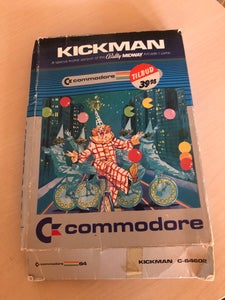 KICKMAN
A special home version of the Bally MIDWAY Arcade Game
commodore
TILBUD
39.95
commodore
commodore 64
KICKMAN C-64602